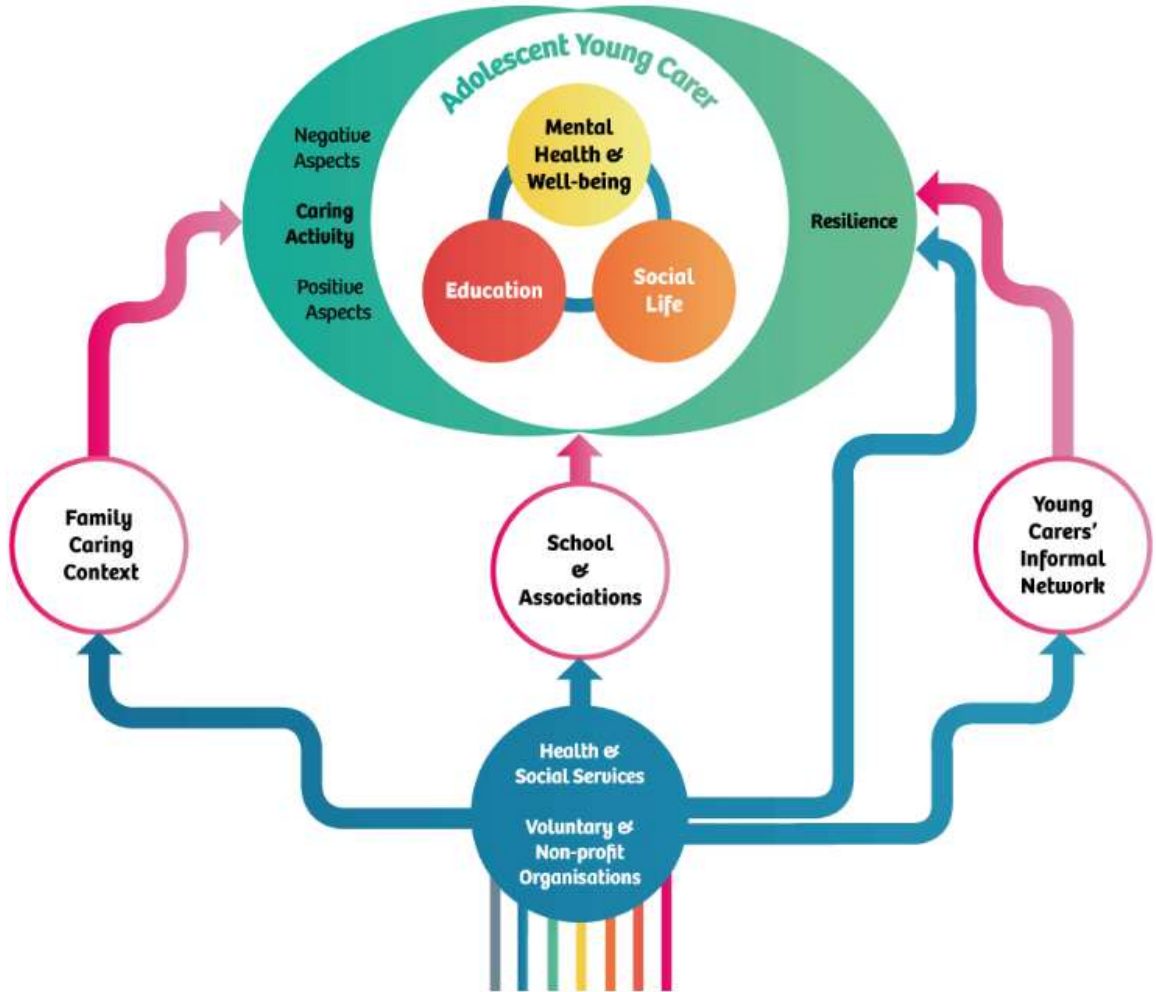 Adolescent Young Carer
Mental
Health &
Well-being
Education
Social
Life
Negative
Aspects
Caring
Activity
Positive
Aspects
Resilience
Family
Caring
Context
School
&
Associations
Young
Carers’
Informal
Network
Health &
Social Services
Voluntary &
Non-profit
Organisations